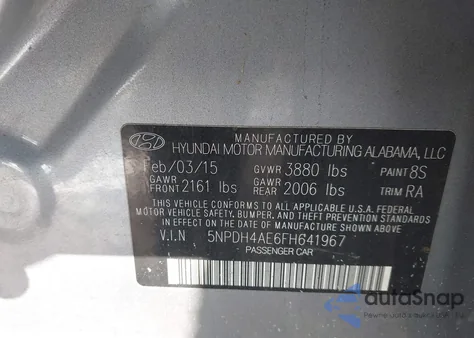 MANUFACTURED BY
HYUNDAI MOTOR MANUFACTURING ALABAMA, LLC
Feb/03/15 GVWR 3880 lbs PAINT 8S
GAWR FRONT 2161 lbs GAWR REAR 2006 lbs TRIM RA
THIS VEHICLE CONFORMS TO ALL APPLICABLE U.S.A FEDERAL
MOTOR VEHICLE SAFETY, BUMPER, AND THEFT
PREVENTION STANDARDS IN EFFECT ON THE DATE OF
MANUFACTURE SHOWN ABOVE.
V.I.N 5NPDH4AE6FH641967
PASSENGER CAR
autoSnap